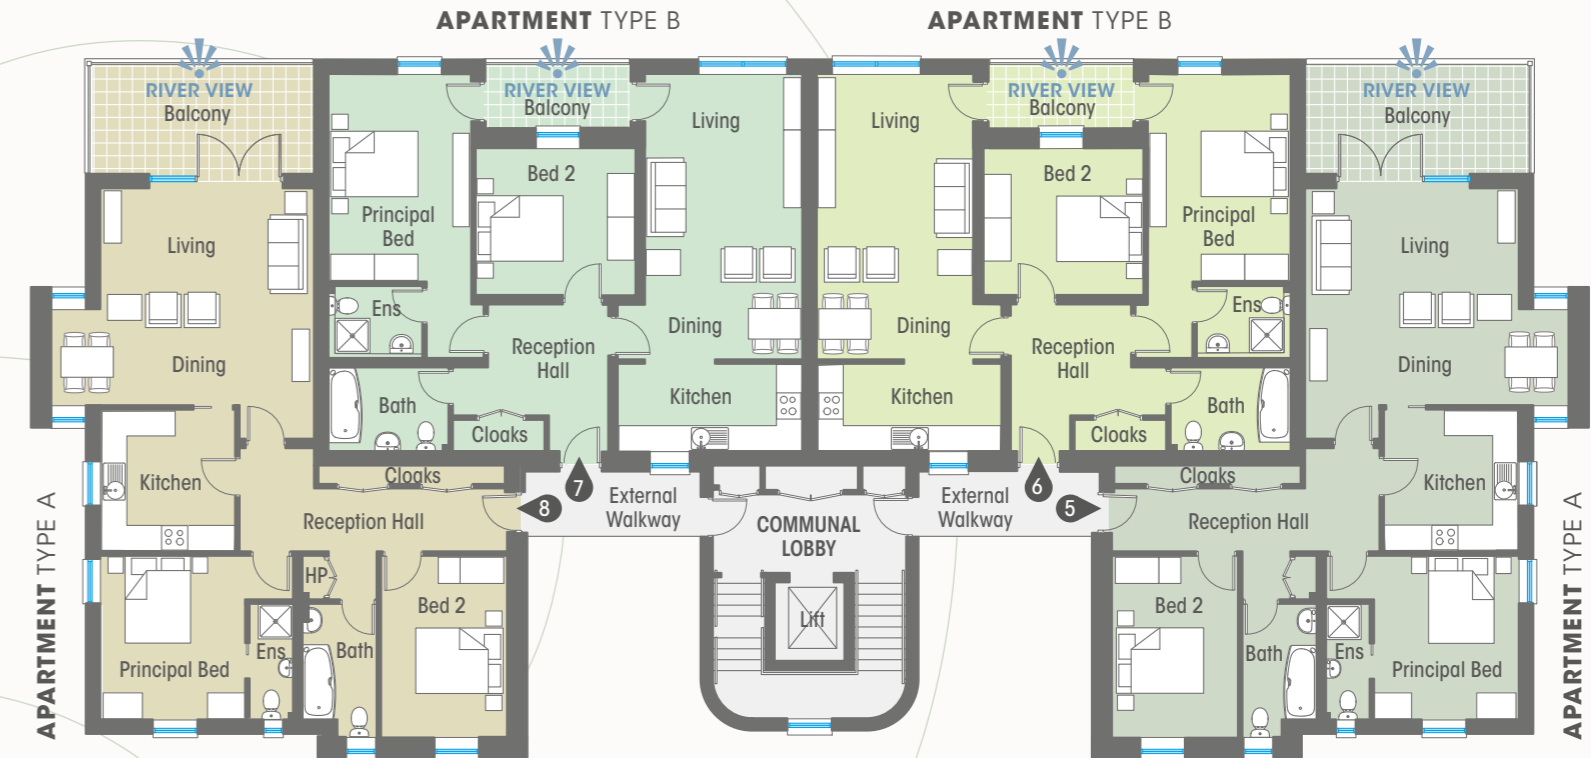 APARTMENT TYPE B
APARTMENT TYPE B
RIVER VIEW
Balcony
RIVER VIEW
Balcony
RIVER VIEW
Balcony
RIVER VIEW
Balcony
Living
Dining
Kitchen
Cloaks
Reception Hall
HP
Bed 2
Bath
Ens
Principal Bed
APARTMENT TYPE A
8
Principal
Bed
Bed 2
Living
Ens
Reception
Hall
Dining
Bath
Cloaks
Kitchen
7
External
Walkway
COMMUNAL
LOBBY
Lift
External
Walkway
Living
Bed 2
Principal
Bed
Dining
Reception
Hall
Ens
Kitchen
Cloaks
Bath
6
5
Living
Dining
Cloaks
Kitchen
Reception Hall
Bed 2
Bath
Ens
Principal Bed
APARTMENT TYPE A